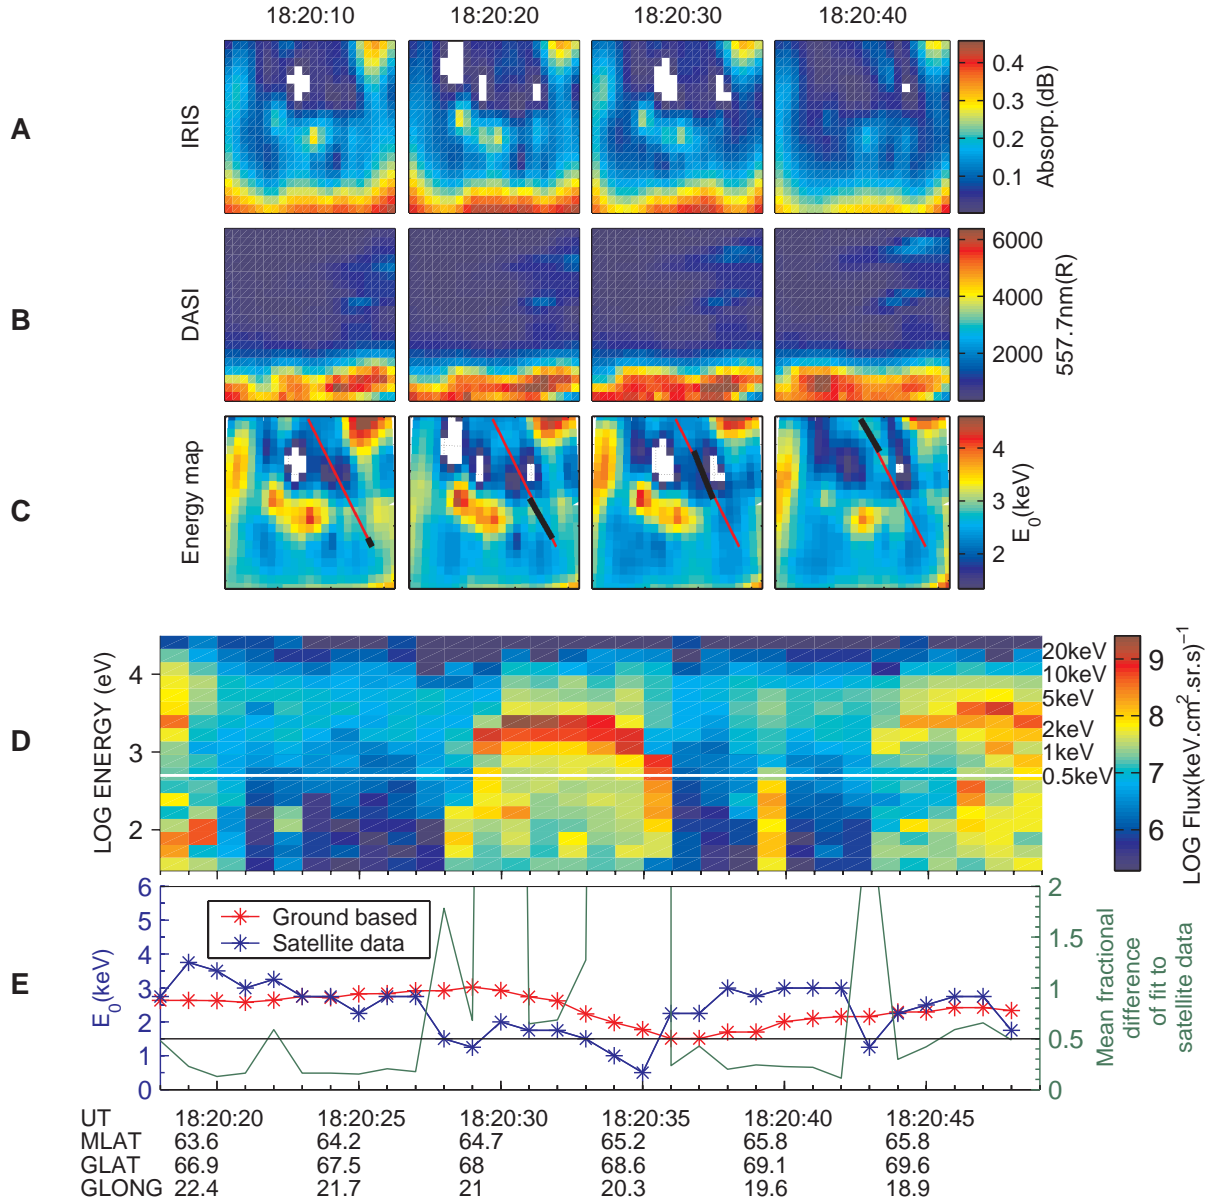 18:20:10 18:20:20 18:20:30 18:20:40
A
IRIS
0.4
0.3
0.2
0.1
Absorp.(dB)
B
DASI
6000
4000
2000
557.7nm(R)
C
Energy map
4
3
2
E0(keV)
D
LOG ENERGY (eV)
4
3
2
20keV
10keV
5keV
2keV
1keV
0.5keV
9
8
7
6
LOG Flux(keV.cm2.sr.s)−1
E
E0(keV)
6
5
4
3
2
1
0
Ground based
Satellite data
2
1.5
1
0.5
0
Mean fractional
difference
of fit to
satellite data
UT 18:20:20 18:20:25 18:20:30 18:20:35 18:20:40 18:20:45
MLAT 63.6 64.2 64.7 65.2 65.8 65.8
GLAT 66.9 67.5 68 68.6 69.1 69.6
GLONG 22.4 21.7 21 20.3 19.6 18.9